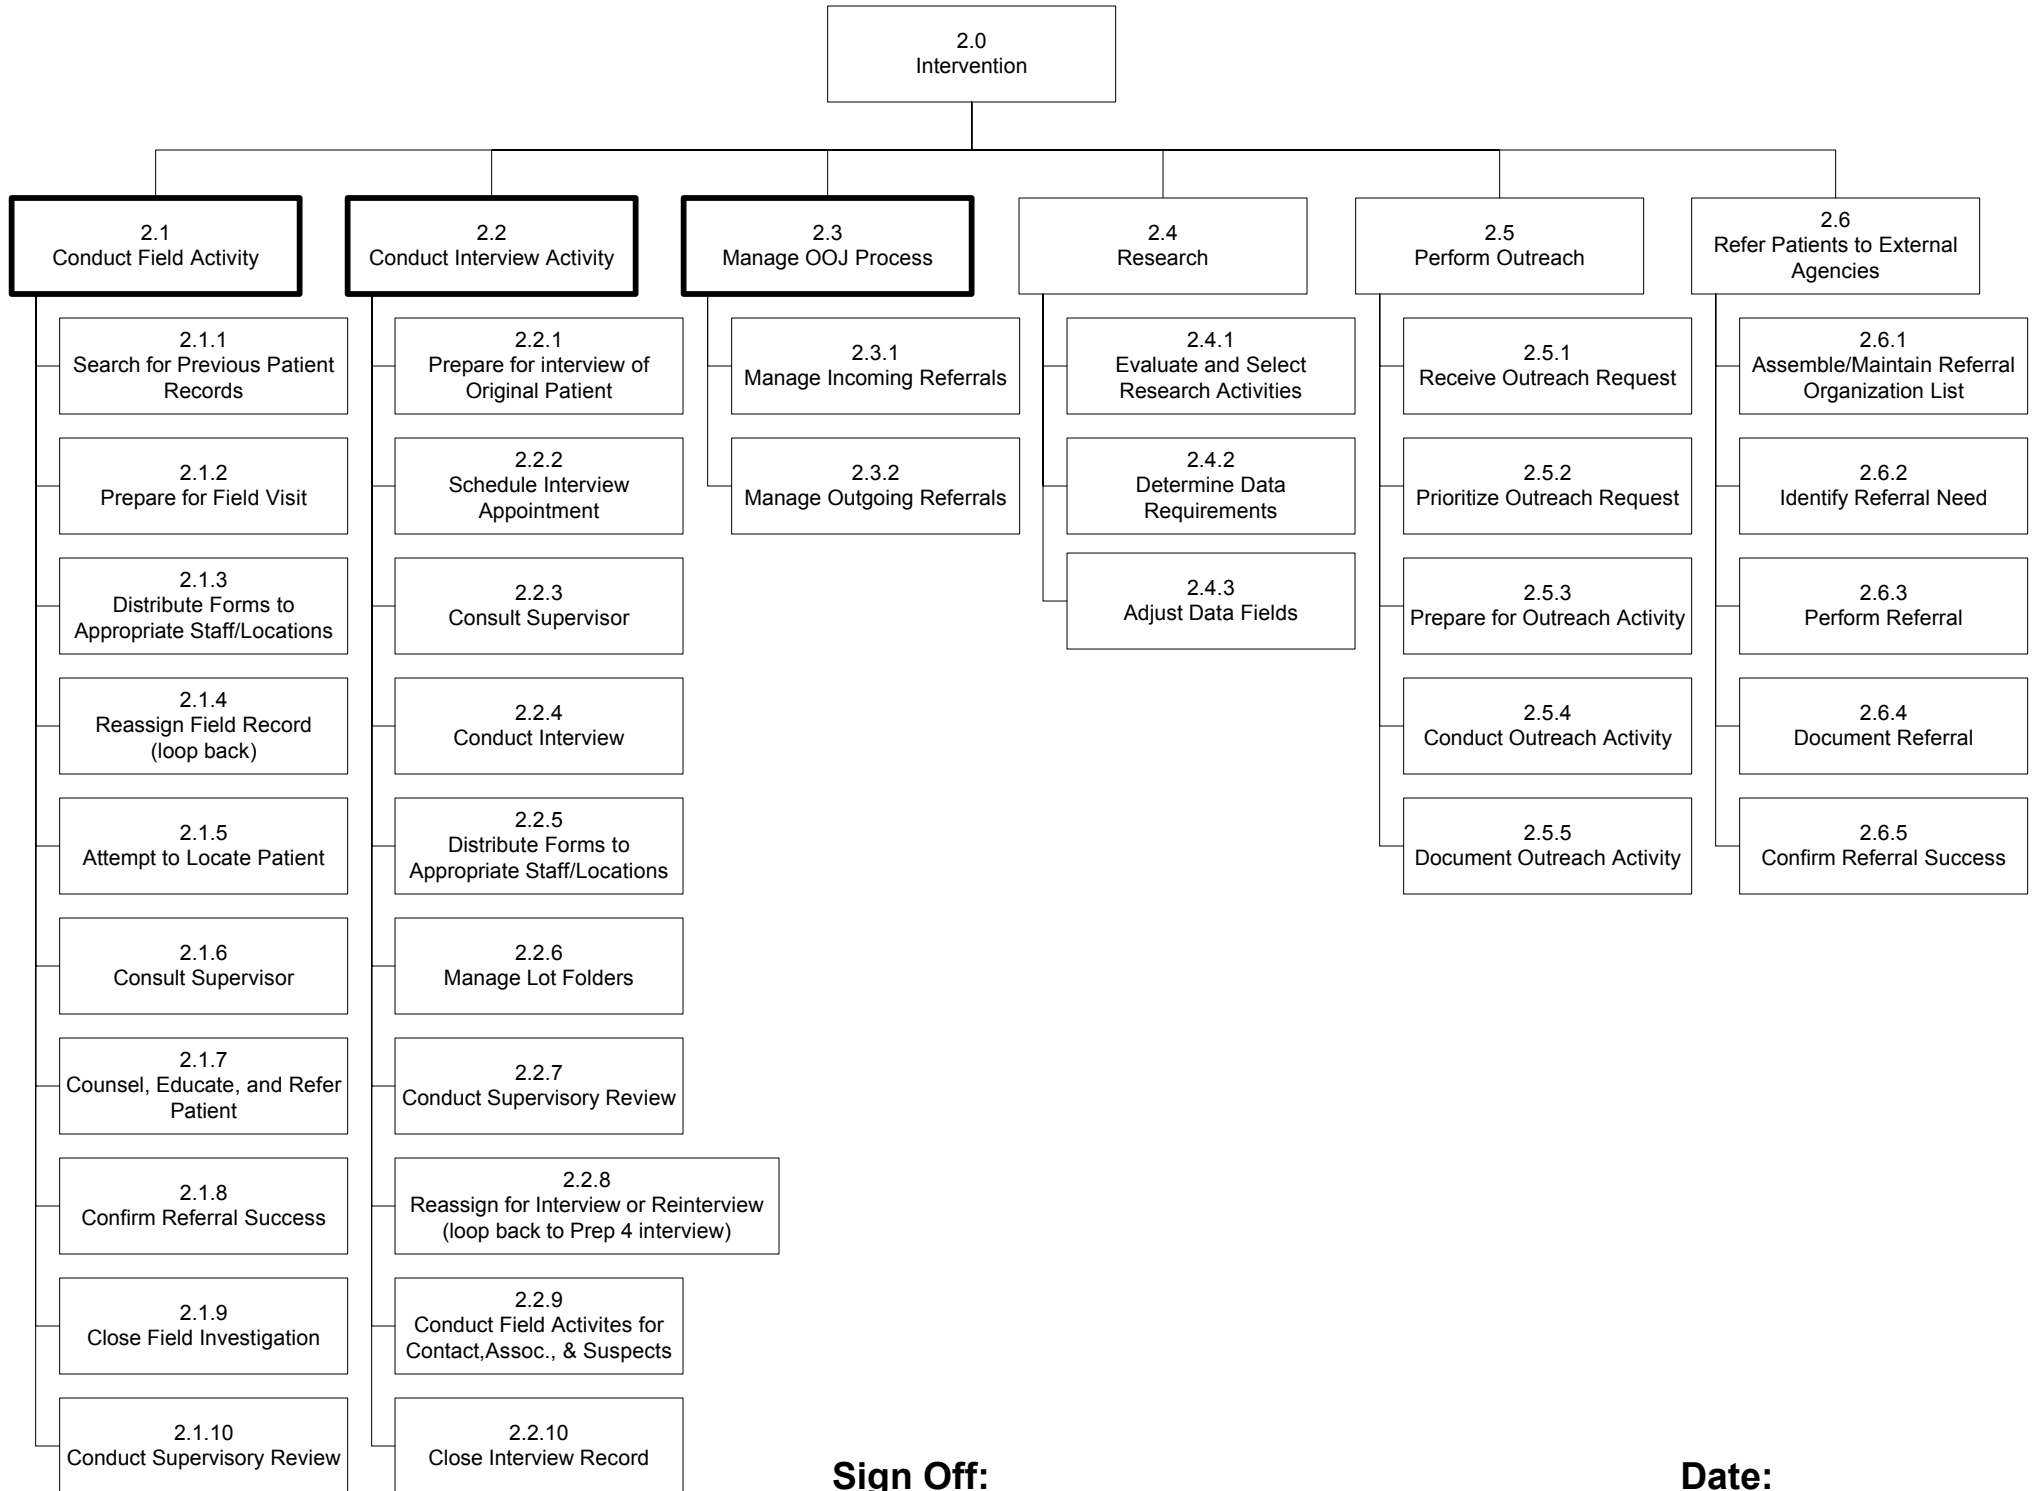 2.0
Intervention
2.1
Conduct Field Activity
2.2
Conduct Interview Activity
2.3
Manage OOJ Process
2.4
Research
2.5
Perform Outreach
2.6
Refer Patients to External
Agencies
2.1.1
Search for Previous Patient
Records
2.1.2
Prepare for Field Visit
2.1.3
Distribute Forms to
Appropriate Staff/Locations
2.1.4
Reassign Field Record
(loop back)
2.1.5
Attempt to Locate Patient
2.1.6
Consult Supervisor
2.1.7
Counsel, Educate, and Refer
Patient
2.1.8
Confirm Referral Success
2.1.9
Close Field Investigation
2.1.10
Conduct Supervisory Review
2.2.1
Prepare for interview of
Original Patient
2.2.2
Schedule Interview
Appointment
2.2.3
Consult Supervisor
2.2.4
Conduct Interview
2.2.5
Distribute Forms to
Appropriate Staff/Locations
2.2.6
Manage Lot Folders
2.2.7
Conduct Supervisory Review
2.2.8
Reassign for Interview or Reinterview
(loop back to Prep 4 interview)
2.2.9
Conduct Field Activites for
Contact,Assoc., & Suspects
2.2.10
Close Interview Record
2.3.1
Manage Incoming Referrals
2.3.2
Manage Outgoing Referrals
2.4.1
Evaluate and Select
Research Activities
2.4.2
Determine Data
Requirements
2.4.3
Adjust Data Fields
2.5.1
Receive Outreach Request
2.5.2
Prioritize Outreach Request
2.5.3
Prepare for Outreach Activity
2.5.4
Conduct Outreach Activity
2.5.5
Document Outreach Activity
2.6.1
Assemble/Maintain Referral
Organization List
2.6.2
Identify Referral Need
2.6.3
Perform Referral
2.6.4
Document Referral
2.6.5
Confirm Referral Success
Sign Off:
Date: